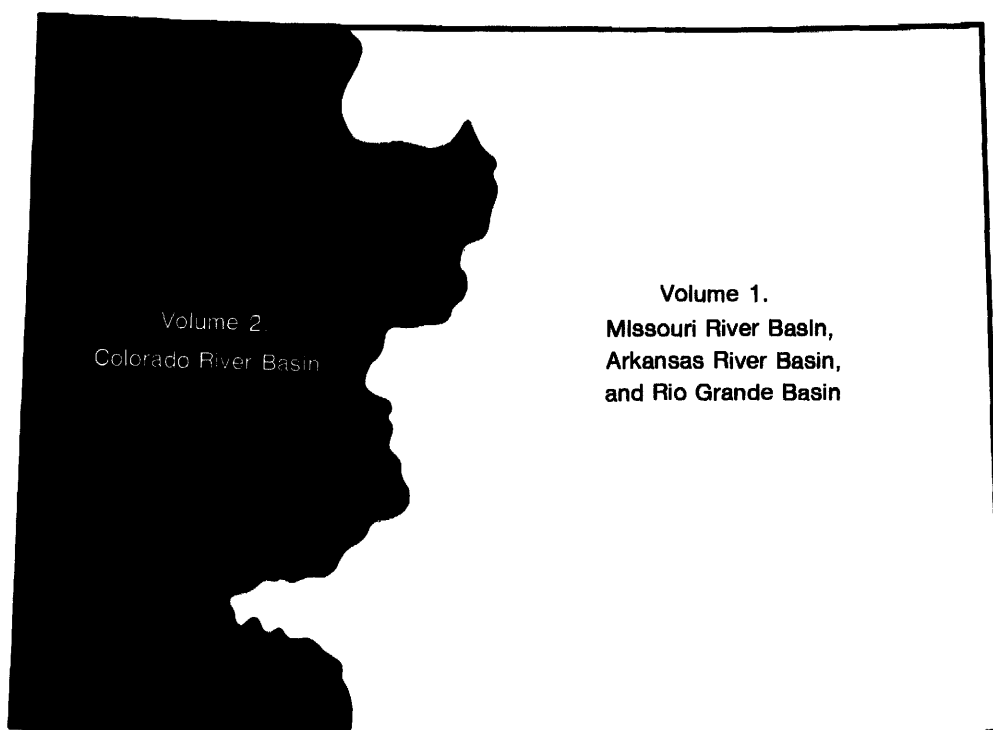 Volume 2.
Colorado River Basin
Volume 1.
Missouri River Basin,
Arkansas River Basin,
and Rio Grande Basin